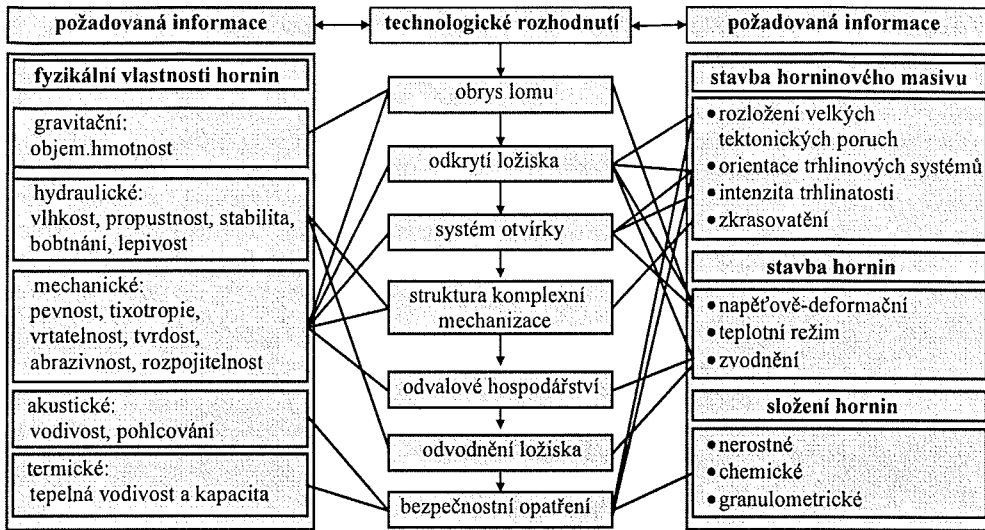 požadovaná informace
technologické rozhodnutí
požadovaná informace
fyzikální vlastnosti hornin
gravitační:
objem.hmotnost
hydraulické:
vlhkost, propustnost, stabilita,
bobtnání, lepivost
mechanické:
pevnost, tixotropie,
vrtatelnost, tvrdost,
abrazivnost, rozpojitelnost
akustické:
vodivost, pohlcování
termické:
tepelná vodivost a kapacita
obrys lomu
odkrytí ložiska
systém otvírky
struktura komplexní
mechanizace
odvalové hospodářství
odvodnění ložiska
bezpečnostní opatření
stavba horninového masivu
• rozložení velkých
tektonických poruch
• orientace trhlinových systémů
• intenzita trhlinatosti
• zkrasovatění
stavba hornin
• napěťově-deformační
• teplotní režim
• zvodnění
složení hornin
• nerostné
• chemické
• granulometrické